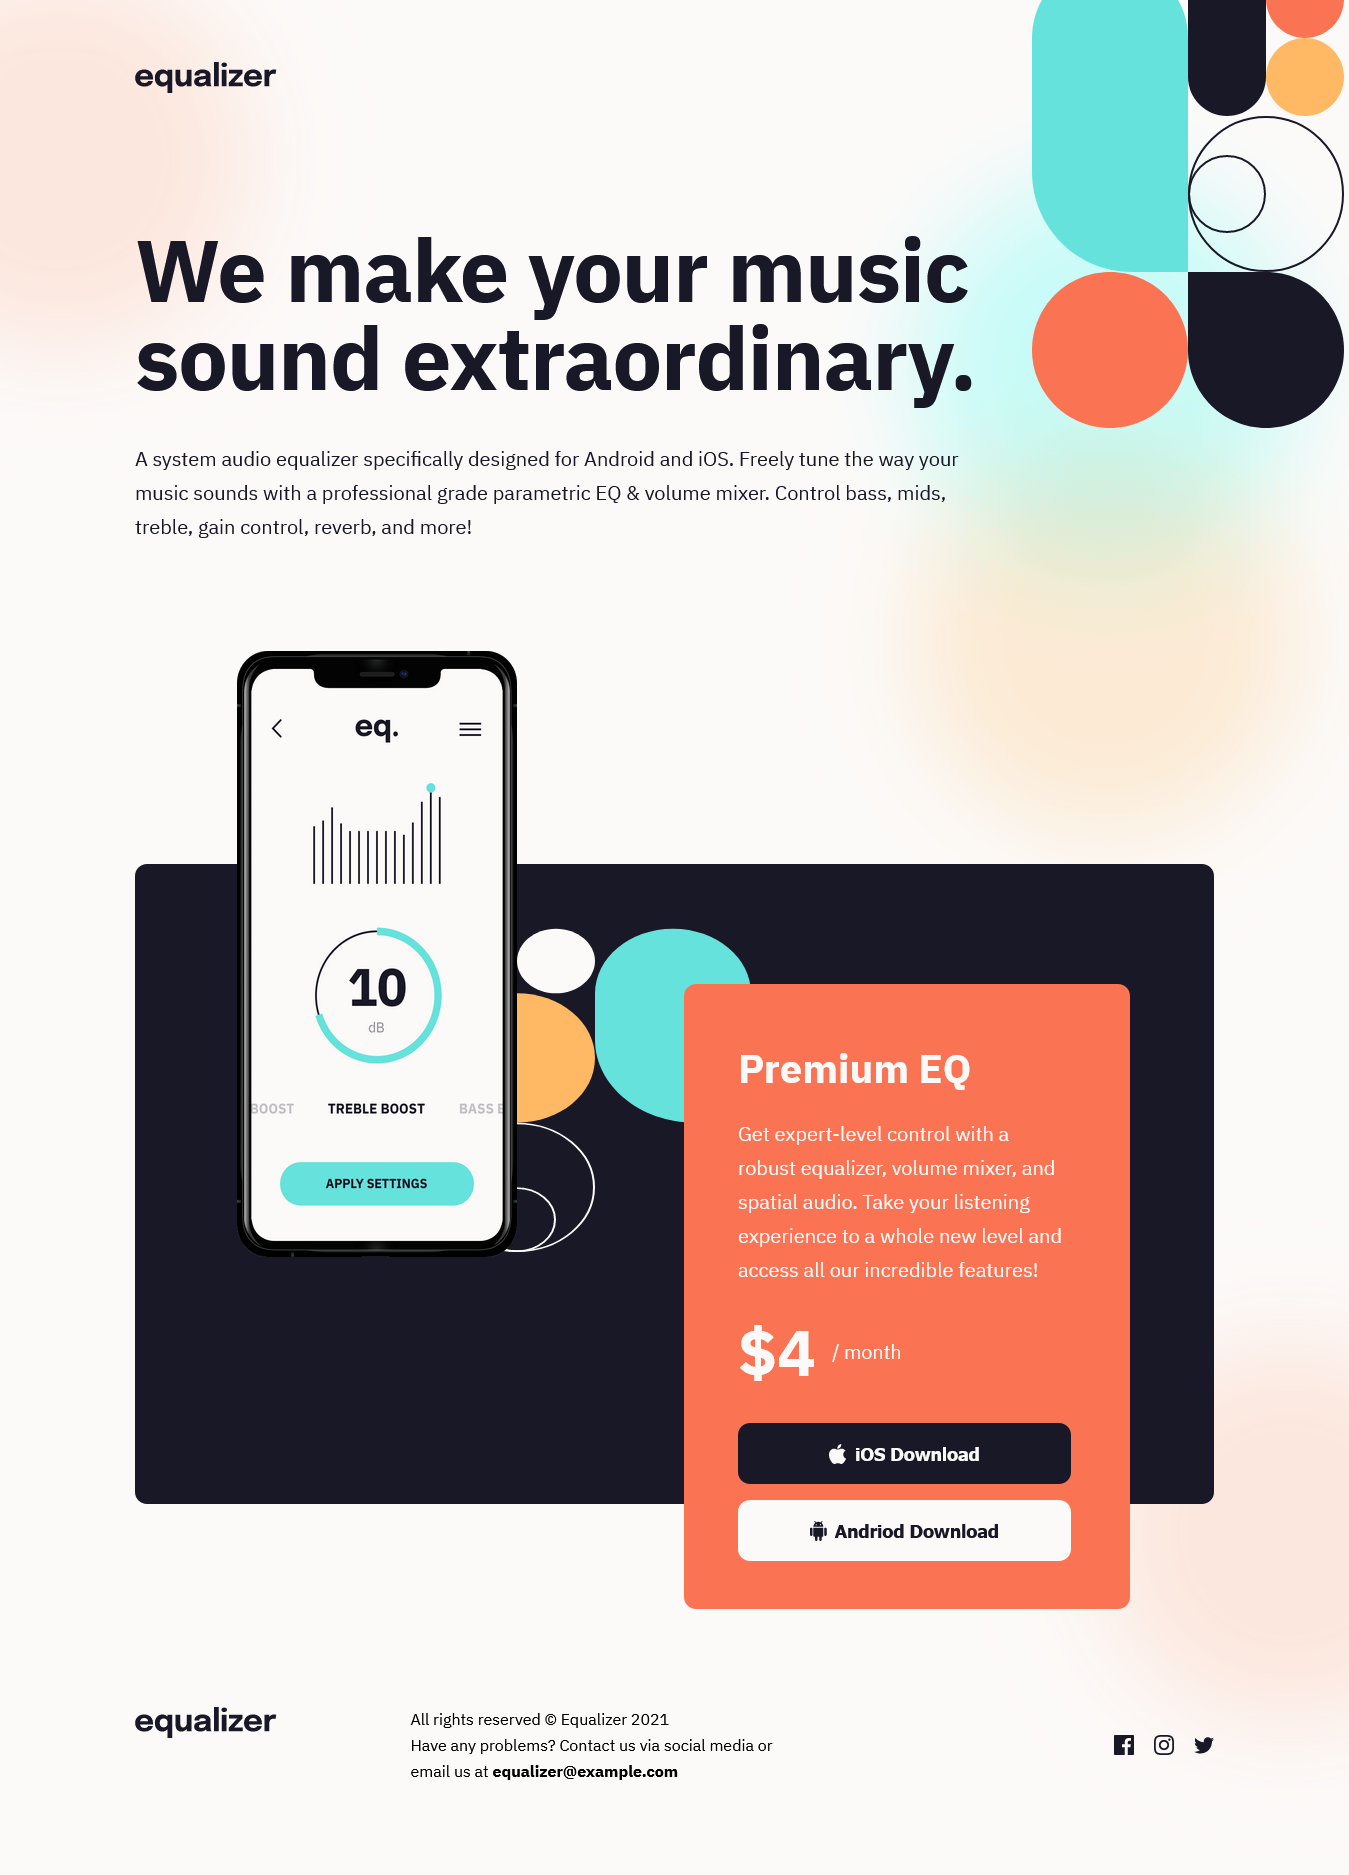 equalizer
We make your music
sound extraordinary.
A system audio equalizer specifically designed for Android and iOS. Freely tune the way your
music sounds with a professional grade parametric EQ & volume mixer. Control bass, mids,
treble, gain control, reverb, and more!
eq.
10
dB
BOOST TREBLE BOOST BASS B
APPLY SETTINGS
Premium EQ
Get expert-level control with a
robust equalizer, volume mixer, and
spatial audio. Take your listening
experience to a whole new level and
access all our incredible features!
$4 / month
iOS Download
Andriod Download
equalizer
All rights reserved © Equalizer 2021
Have any problems? Contact us via social media or
email us at equalizer@example.com